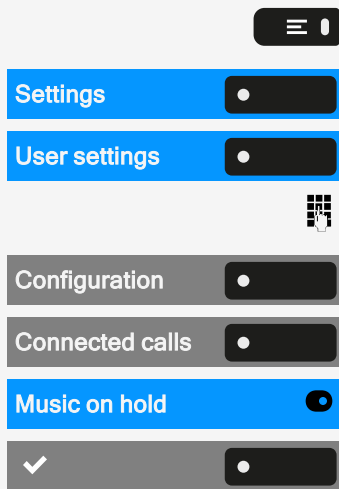 Settings
User settings
Configuration
Connected calls
Music on hold